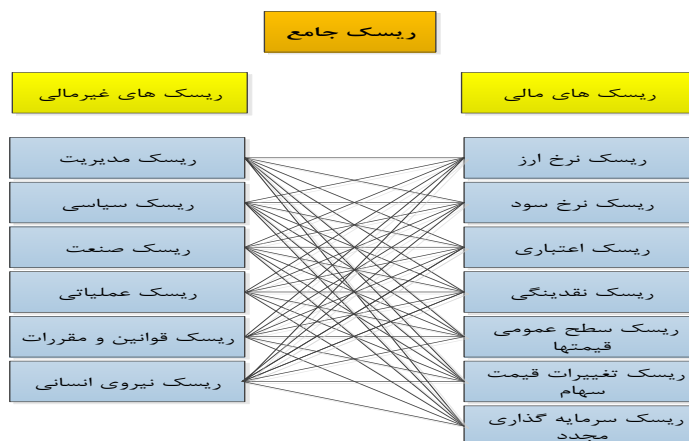 ریسک جامع
ریسک های مالی
ریسک های غیرمالی
ریسک نرخ ارز
ریسک نرخ سود
ریسک اعتباری
ریسک نقدینگی
ریسک سطح عمومی
قیمتها
ریسک تغییرات قیمت
سهام
ریسک سرمایه گذاری
مجدد
ریسک مدیریت
ریسک سیاسی
ریسک صنعت
ریسک عملیاتی
ریسک قوانین و مقررات
ریسک نیروی انسانی